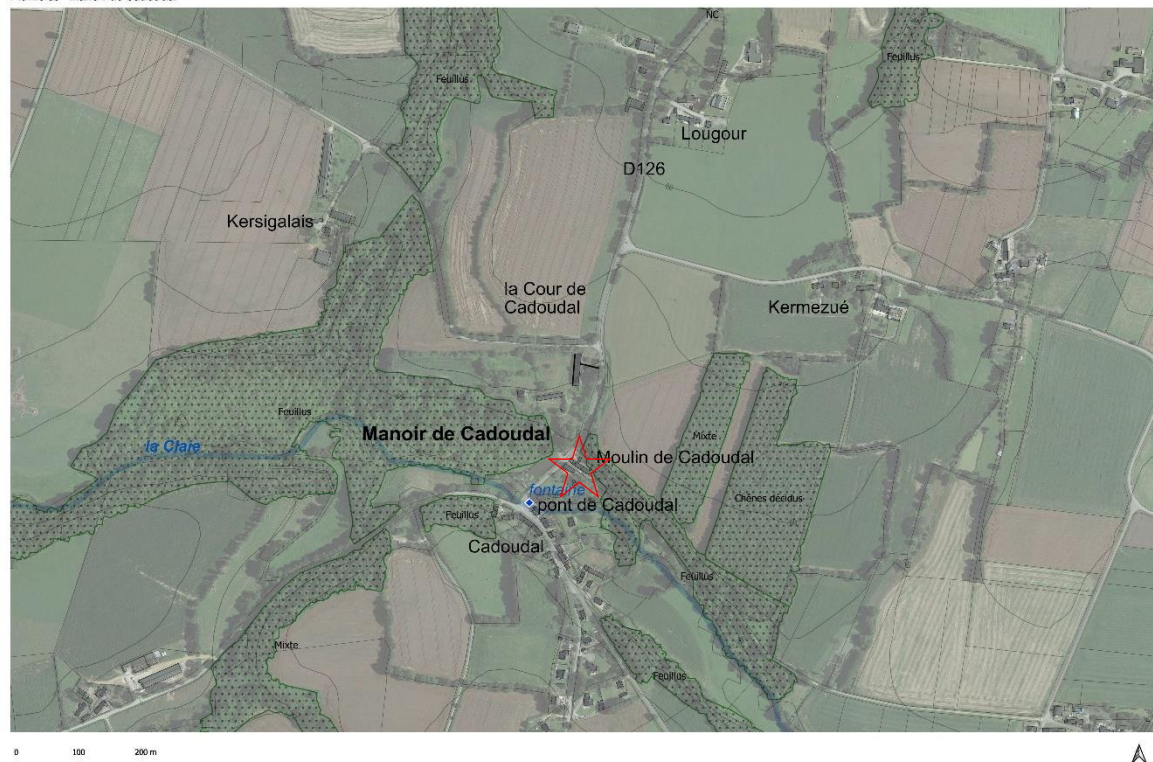 NC
Feuillus
Feuillus
Lougour
D126
Kersigalais
la Cour de
Cadoudal
Kermezué
Feuillus
Manoir de Cadoudal
Mixte
la Claie
Moulin de Cadoudal
Chênes décidus
fontaine
pont de Cadoudal
Feuillus
Cadoudal
Feuillus
Mixte
Feuillus
0 100 200 m